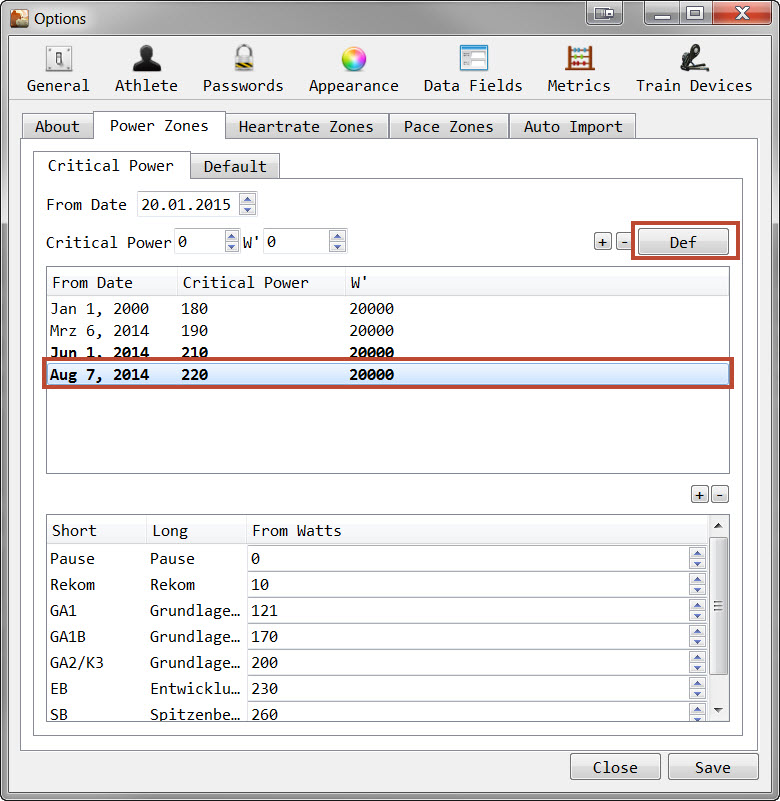 Options
General Athlete Passwords Appearance Data Fields Metrics Train Devices
About Power Zones Heartrate Zones Pace Zones Auto Import
Critical Power Default
From Date 20.01.2015
Critical Power 0 W' 0 + - Def
From Date Critical Power W'
Jan 1, 2000 180 20000
Mrz 6, 2014 190 20000
Jun 1, 2014 210 20000
Aug 7, 2014 220 20000
+ -
Short Long From Watts
Pause Pause 0
Rekom Rekom 10
GA1 Grundlage… 121
GA1B Grundlage… 170
GA2/K3 Grundlage… 200
EB Entwicklu… 230
SB Spitzenbe… 260
Close Save